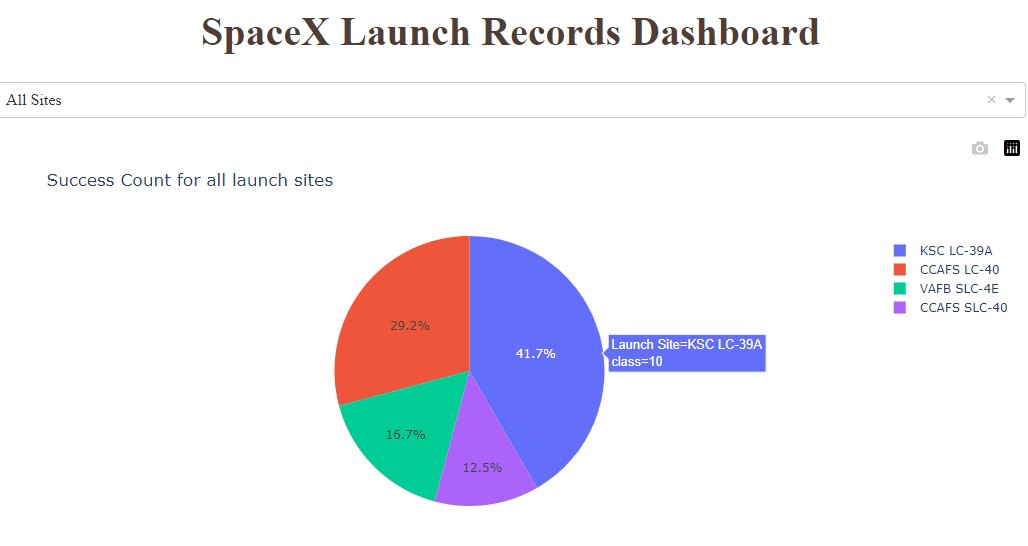 SpaceX Launch Records Dashboard
All Sites
×
Success Count for all launch sites
KSC LC-39A
CCAFS LC-40
VAFB SLC-4E
CCAFS SLC-40
29.2%
41.7%
Launch Site=KSC LC-39A
class=10
16.7%
12.5%